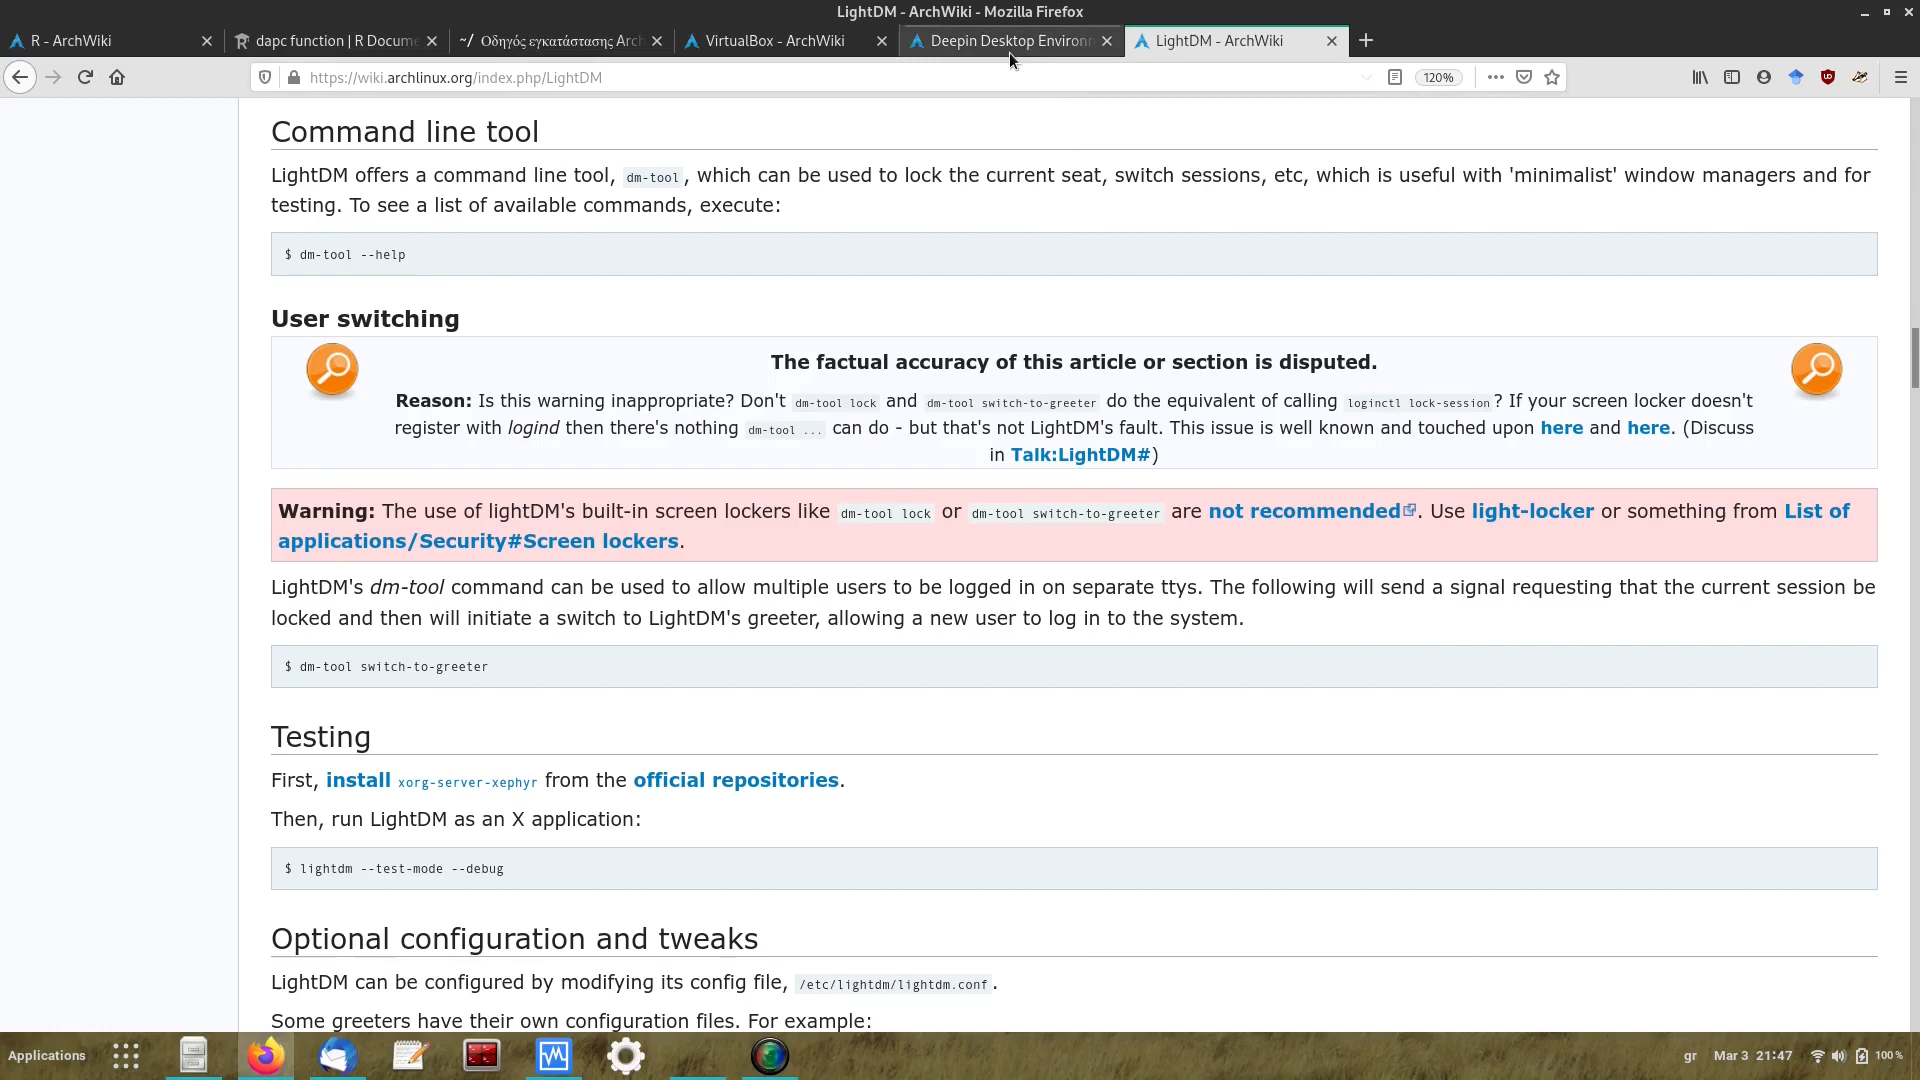 LightDM - ArchWiki - Mozilla Firefox
R - ArchWiki
dapc function | R Docume
~/ Οδηγός εγκατάστασης Arch
VirtualBox - ArchWiki
Deepin Desktop Environm
LightDM - ArchWiki
https://wiki.archlinux.org/index.php/LightDM
120%
Command line tool
LightDM offers a command line tool, dm-tool, which can be used to lock the current seat, switch sessions, etc, which is useful with 'minimalist' window managers and for
testing. To see a list of available commands, execute:
$ dm-tool --help
User switching
The factual accuracy of this article or section is disputed.
Reason: Is this warning inappropriate? Don't dm-tool lock and dm-tool switch-to-greeter do the equivalent of calling loginctl lock-session? If your screen locker doesn't
register with logind then there's nothing dm-tool ... can do - but that's not LightDM's fault. This issue is well known and touched upon here and here. (Discuss
in Talk:LightDM#)
Warning: The use of lightDM's built-in screen lockers like dm-tool lock or dm-tool switch-to-greeter are not recommended. Use light-locker or something from List of
applications/Security#Screen lockers.
LightDM's dm-tool command can be used to allow multiple users to be logged in on separate ttys. The following will send a signal requesting that the current session be
locked and then will initiate a switch to LightDM's greeter, allowing a new user to log in to the system.
$ dm-tool switch-to-greeter
Testing
First, install xorg-server-xephyr from the official repositories.
Then, run LightDM as an X application:
$ lightdm --test-mode --debug
Optional configuration and tweaks
LightDM can be configured by modifying its config file, /etc/lightdm/lightdm.conf.
Some greeters have their own configuration files. For example:
Applications
gr
Mar 3 21:47
100%